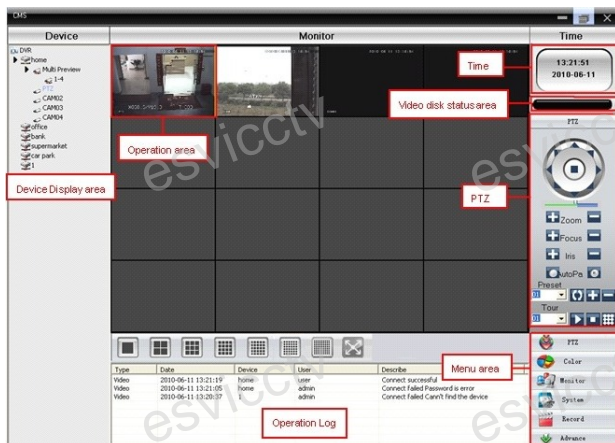 CMS
Device
Monitor
Time
DVR
home
Multi Preview
1-4
PTZ
CAM02
CAM03
CAM04
office
bank
supermarket
car park
1
Operation area
Device Display area
Time
13:21:51
2010-06-11
Video disk status area
PTZ
PTZ
Zoom
Focus
Iris
AutoPa
Preset
01
Tour
01
PTZ
Color
Monitor
System
Record
Advance
Menu area
Type Date Device User Describe
Video 2010-06-11 13:21:19 home user Connect successful
Video 2010-06-11 13:21:05 home admin Connect Failed Password is error
Video 2010-06-11 13:20:37 1 admin Connect Failed Cann't find the device
Operation Log
esvicctv
esvicctv